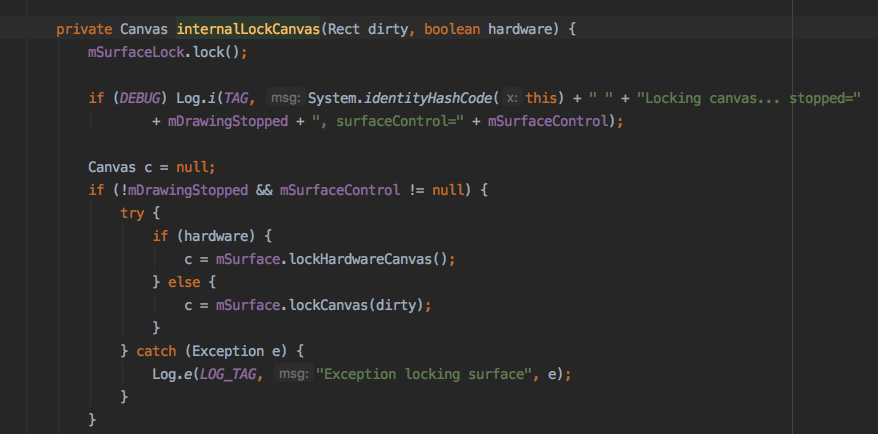 private Canvas internalLockCanvas(Rect dirty, boolean hardware) {
mSurfaceLock.lock();
if (DEBUG) Log.i(TAG, msg: System.identityHashCode( x: this) + " " + "Locking canvas... stopped="
+ mDrawingStopped + ", surfaceControl=" + mSurfaceControl);
Canvas c = null;
if (!mDrawingStopped && mSurfaceControl != null) {
try {
if (hardware) {
c = mSurface.lockHardwareCanvas();
} else {
c = mSurface.lockCanvas(dirty);
}
} catch (Exception e) {
Log.e(LOG_TAG, msg: "Exception locking surface", e);
}
}